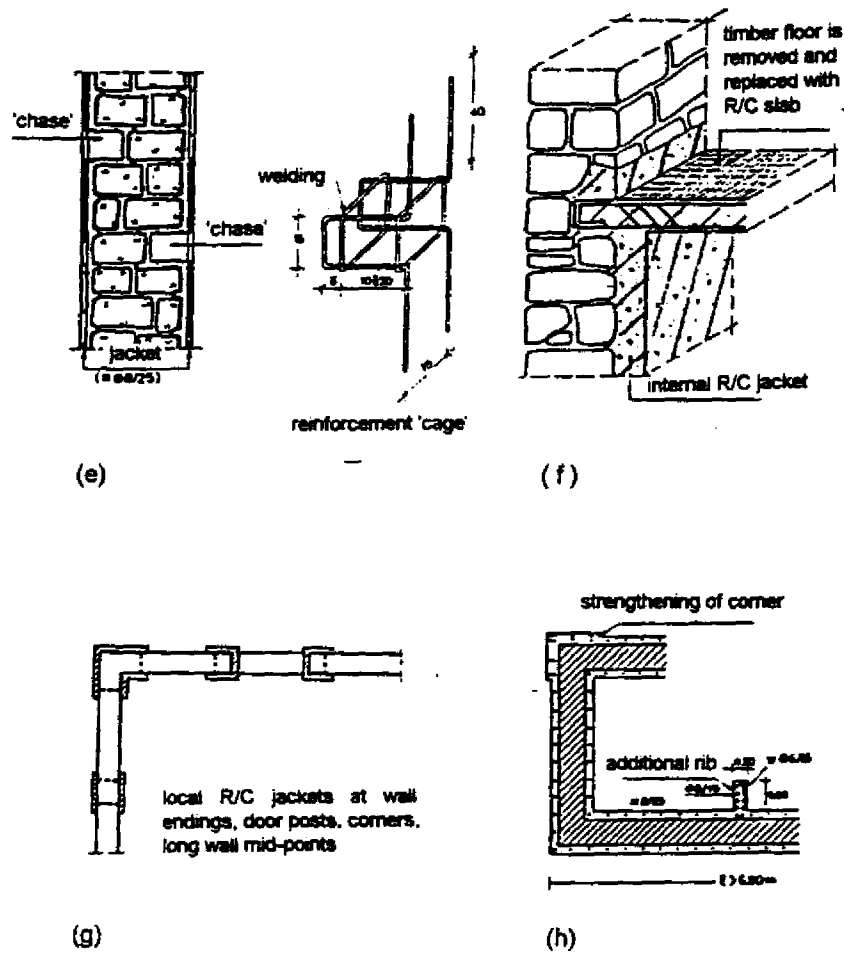 'chase'
'chase'
jacket
welding
reinforcement 'cage'
(e)
timber floor is
removed and
replaced with
R/C slab
internal R/C jacket
(f)
local R/C jackets at wall
endings, door posts, corners,
long wall mid-points
(g)
strengthening of corner
additional rib
(h)